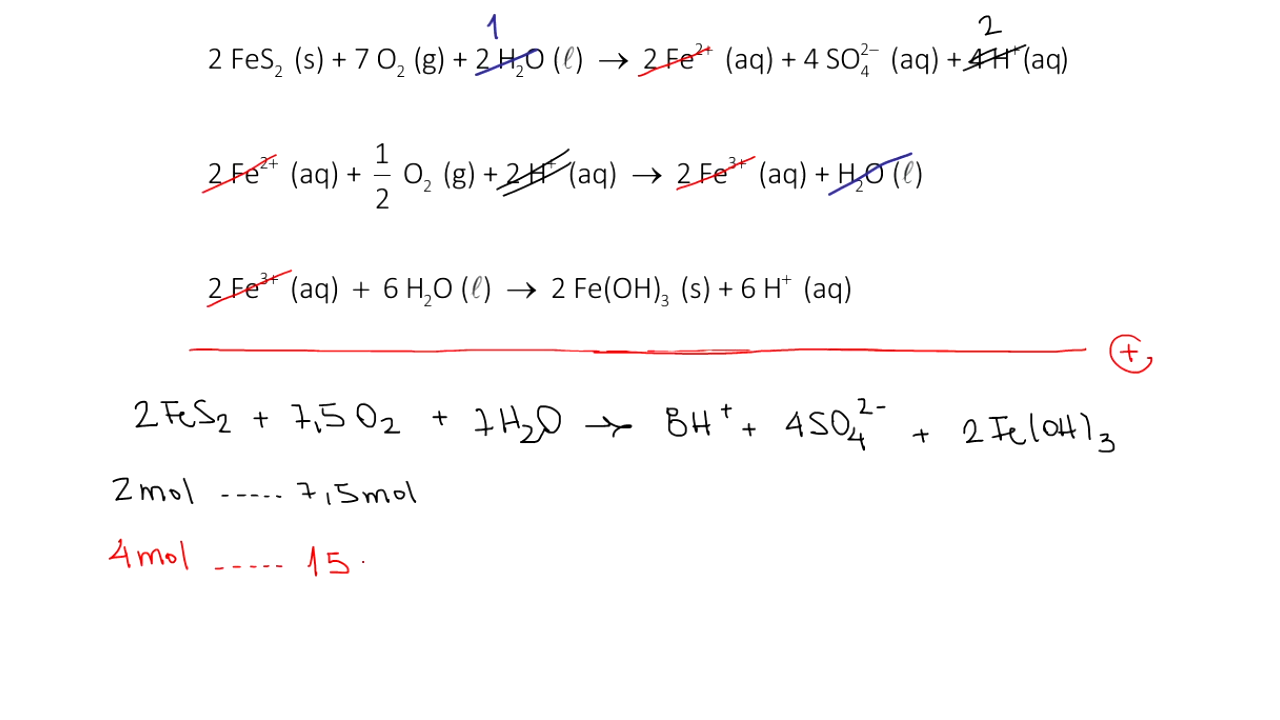 1 2
2 FeS₂ (s) + 7 O₂ (g) + 2 H₂O (ℓ) → 2 Fe²⁺ (aq) + 4 SO₄²⁻ (aq) + 4 H⁺ (aq)
2 Fe²⁺ (aq) + 1/2 O₂ (g) + 2 H⁺ (aq) → 2 Fe³⁺ (aq) + H₂O (ℓ)
2 Fe³⁺ (aq) + 6 H₂O (ℓ) → 2 Fe(OH)₃ (s) + 6 H⁺ (aq)
+
2FeS₂ + 7,5 O₂ + 7H₂O → 8H⁺ + 4SO₄²⁻ + 2Fe(OH)₃
2mol ----- 7,5mol
4mol ----- 15